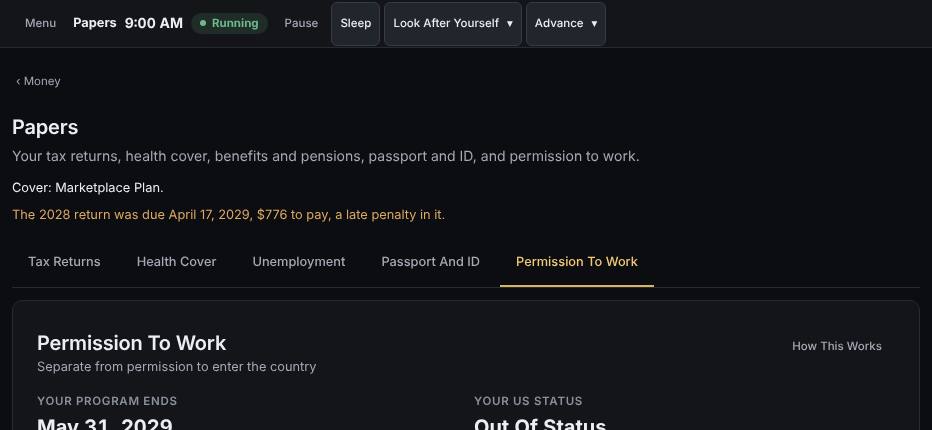 Menu Papers 9:00 AM Running Pause Sleep Look After Yourself ▾ Advance ▾
‹ Money
Papers
Your tax returns, health cover, benefits and pensions, passport and ID, and permission to work.
Cover: Marketplace Plan.
The 2028 return was due April 17, 2029, $776 to pay, a late penalty in it.
Tax Returns Health Cover Unemployment Passport And ID Permission To Work
Permission To Work
How This Works
Separate from permission to enter the country
YOUR PROGRAM ENDS YOUR US STATUS
May 31, 2029 Out Of Status